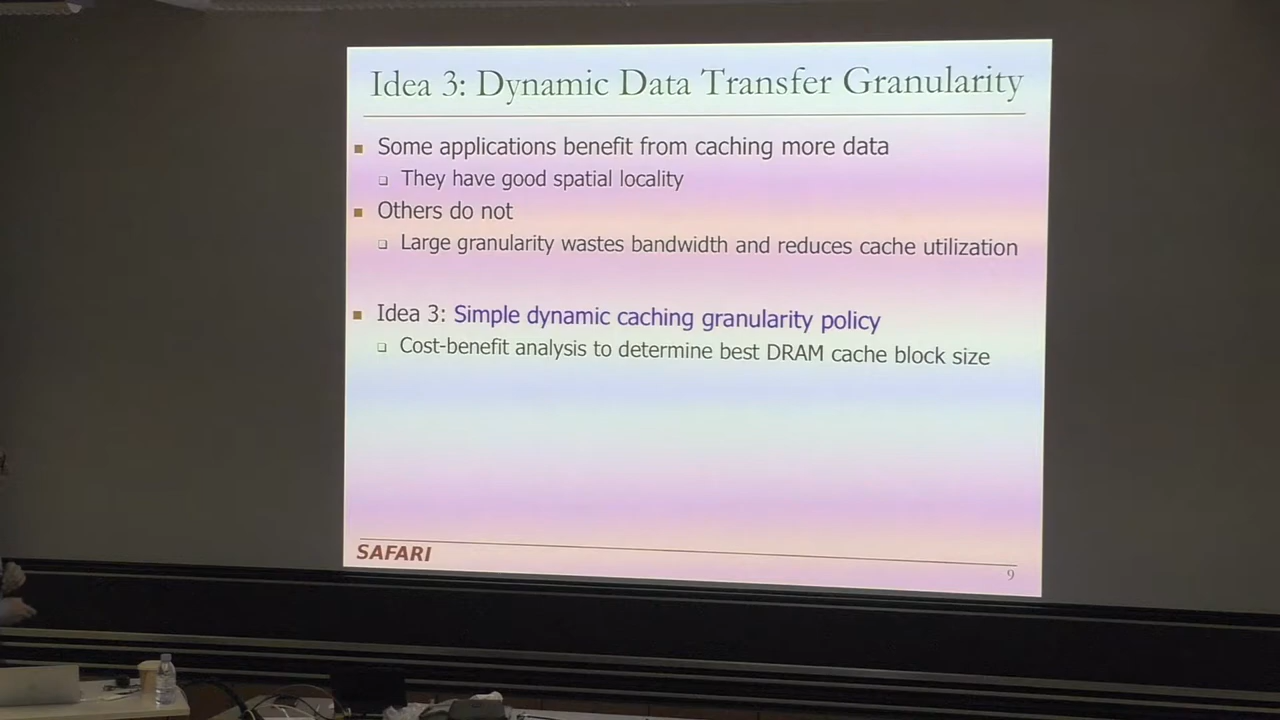 Idea 3: Dynamic Data Transfer Granularity
Some applications benefit from caching more data
They have good spatial locality
Others do not
Large granularity wastes bandwidth and reduces cache utilization
Idea 3: Simple dynamic caching granularity policy
Cost-benefit analysis to determine best DRAM cache block size
SAFARI
9